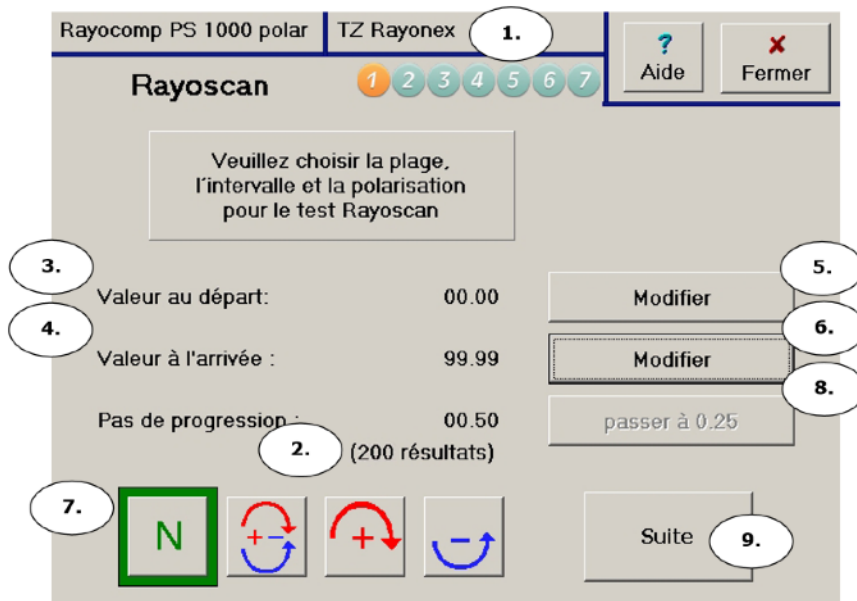 Rayocomp PS 1000 polar
TZ Rayonex
1.
?
Aide
✘
Fermer
Rayoscan
1 2 3 4 5 6 7
Veuillez choisir la plage,
l'intervalle et la polarisation
pour le test Rayoscan
3.
5.
Valeur au départ: 00.00 Modifier
4.
6.
Valeur à l'arrivée : 99.99 Modifier
8.
Pas de progression : 00.50 passer à 0.25
2.
(200 résultats)
7.
N
+ -
+
-
Suite
9.